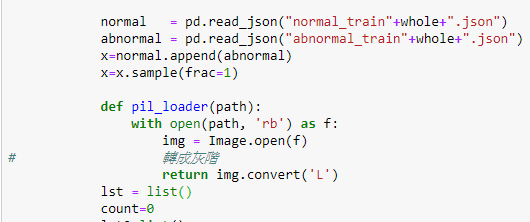 normal   = pd.read_json("normal_train"+whole+".json")
abnormal = pd.read_json("abnormal_train"+whole+".json")
x=normal.append(abnormal)
x=x.sample(frac=1)
def pil_loader(path):
with open(path, 'rb') as f:
img = Image.open(f)
# 轉成灰階
return img.convert('L')
lst = list()
count=0